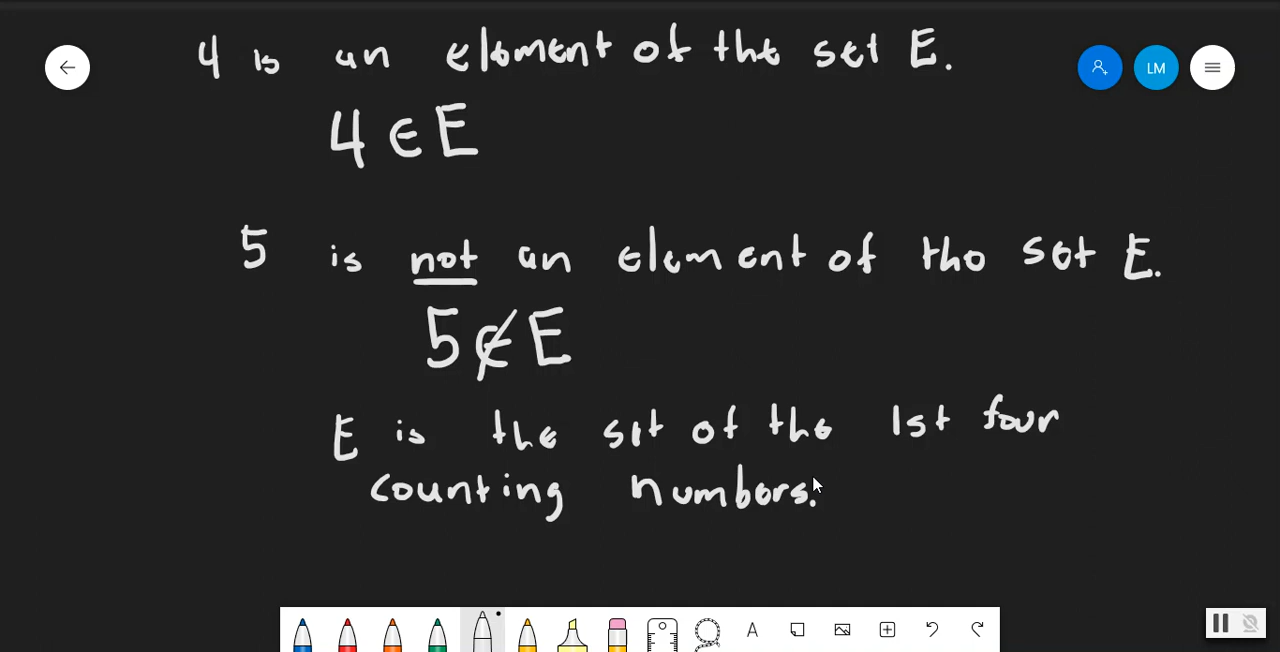 4 is an element of the set E.
LM
4 ∈ E
5 is not an element of the set E.
5 ∉ E
E is the set of the 1st four
counting numbers.
A